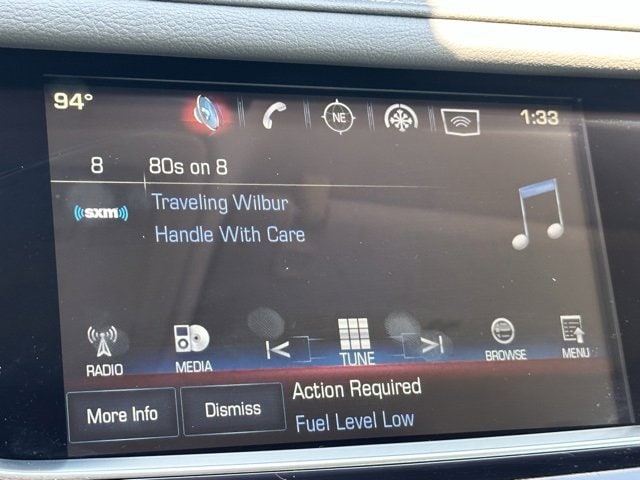 94°
NE
1:33
8 80s on 8
((sxm)) Traveling Wilbur
Handle With Care
RADIO MEDIA TUNE BROWSE MENU
More Info Dismiss Action Required
Fuel Level Low